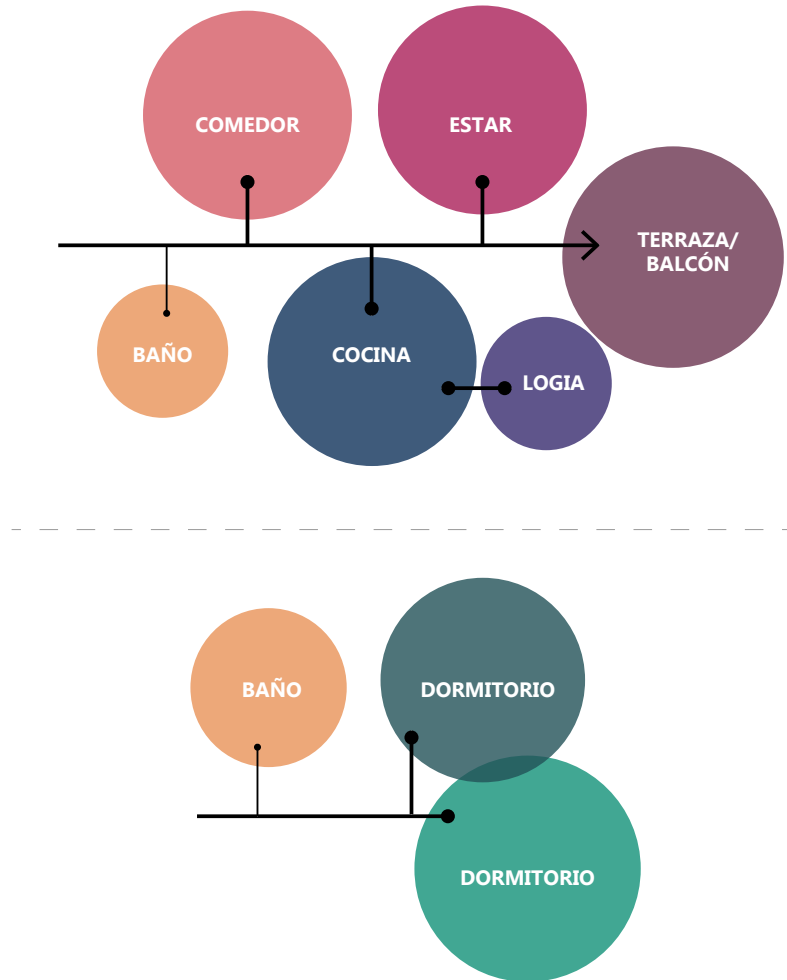 COMEDOR
ESTAR
TERRAZA/
BALCÓN
BAÑO
COCINA
LOGIA
BAÑO
DORMITORIO
DORMITORIO